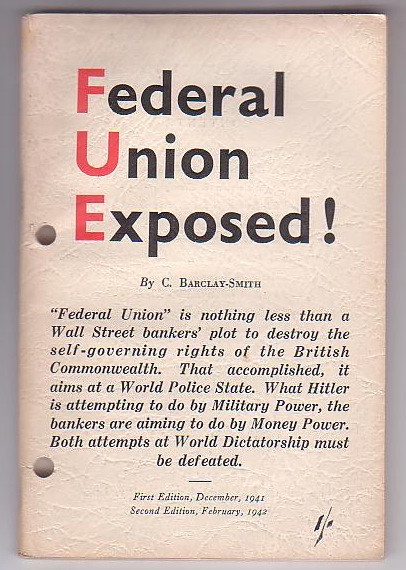 Federal
Union
Exposed!
By C. BARCLAY-SMITH
"Federal Union" is nothing less than a
Wall Street bankers' plot to destroy the
self-governing rights of the British
Commonwealth. That accomplished, it
aims at a World Police State. What Hitler
is attempting to do by Military Power, the
bankers are aiming to do by Money Power.
Both attempts at World Dictatorship must
be defeated.
First Edition, December, 1941
Second Edition, February, 1942
1/-